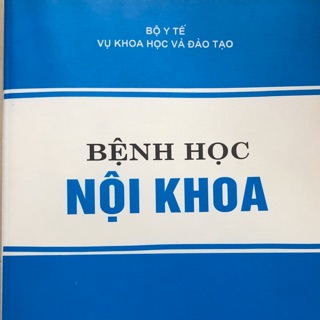 BỘ Y TẾ
VỤ KHOA HỌC VÀ ĐÀO TẠO
BỆNH HỌC
NỘI KHOA